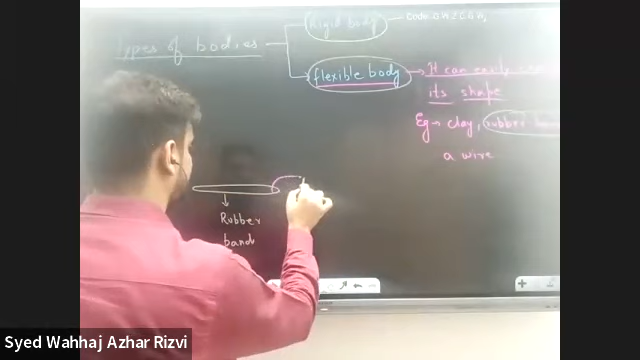 Rigid body
Types of bodies
flexible body → It can easily
its shape
Eg → clay, rubber
a wire
Rubber
band
Syed Wahhaj Azhar Rizvi